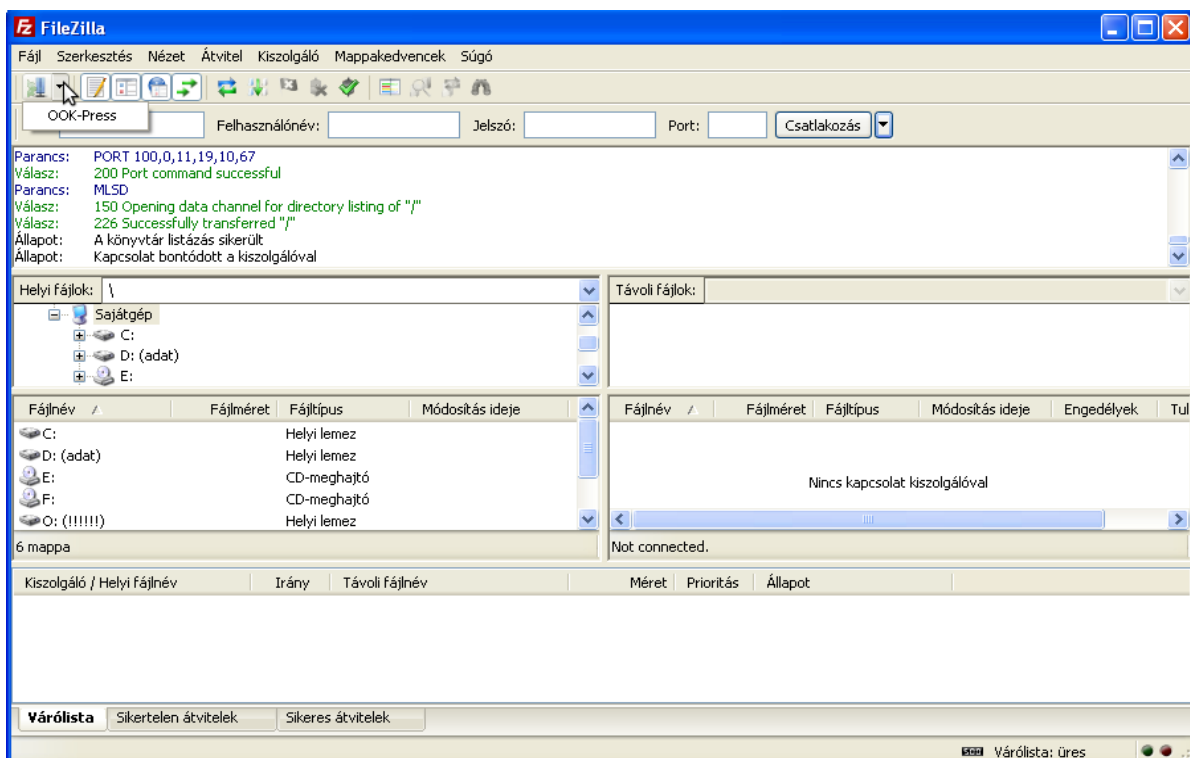 FileZilla
Fájl Szerkesztés Nézet Átvitel Kiszolgáló Mappakedvencek Súgó
OOK-Press
Felhasználónév: Jelszó: Port: Csatlakozás
Parancs: PORT 100,0,11,19,10,67
Válasz: 200 Port command successful
Parancs: MLSD
Válasz: 150 Opening data channel for directory listing of "/"
Válasz: 226 Successfully transferred "/"
Állapot: A könyvtár listázás sikerült
Állapot: Kapcsolat bontódott a kiszolgálóval
Helyi fájlok: \ Távoli fájlok:
Sajátgép
C:
D: (adat)
E:
Fájlnév Fájlméret Fájltípus Módosítás ideje Fájlnév Fájlméret Fájltípus Módosítás ideje Engedélyek Tul
C: Helyi lemez
D: (adat) Helyi lemez
E: CD-meghajtó
Nincs kapcsolat kiszolgálóval
F: CD-meghajtó
O: (!!!!!!) Helyi lemez
6 mappa Not connected.
Kiszolgáló / Helyi fájlnév Irány Távoli fájlnév Méret Prioritás Állapot
Várólista Sikertelen átvitelek Sikeres átvitelek
Várólista: üres